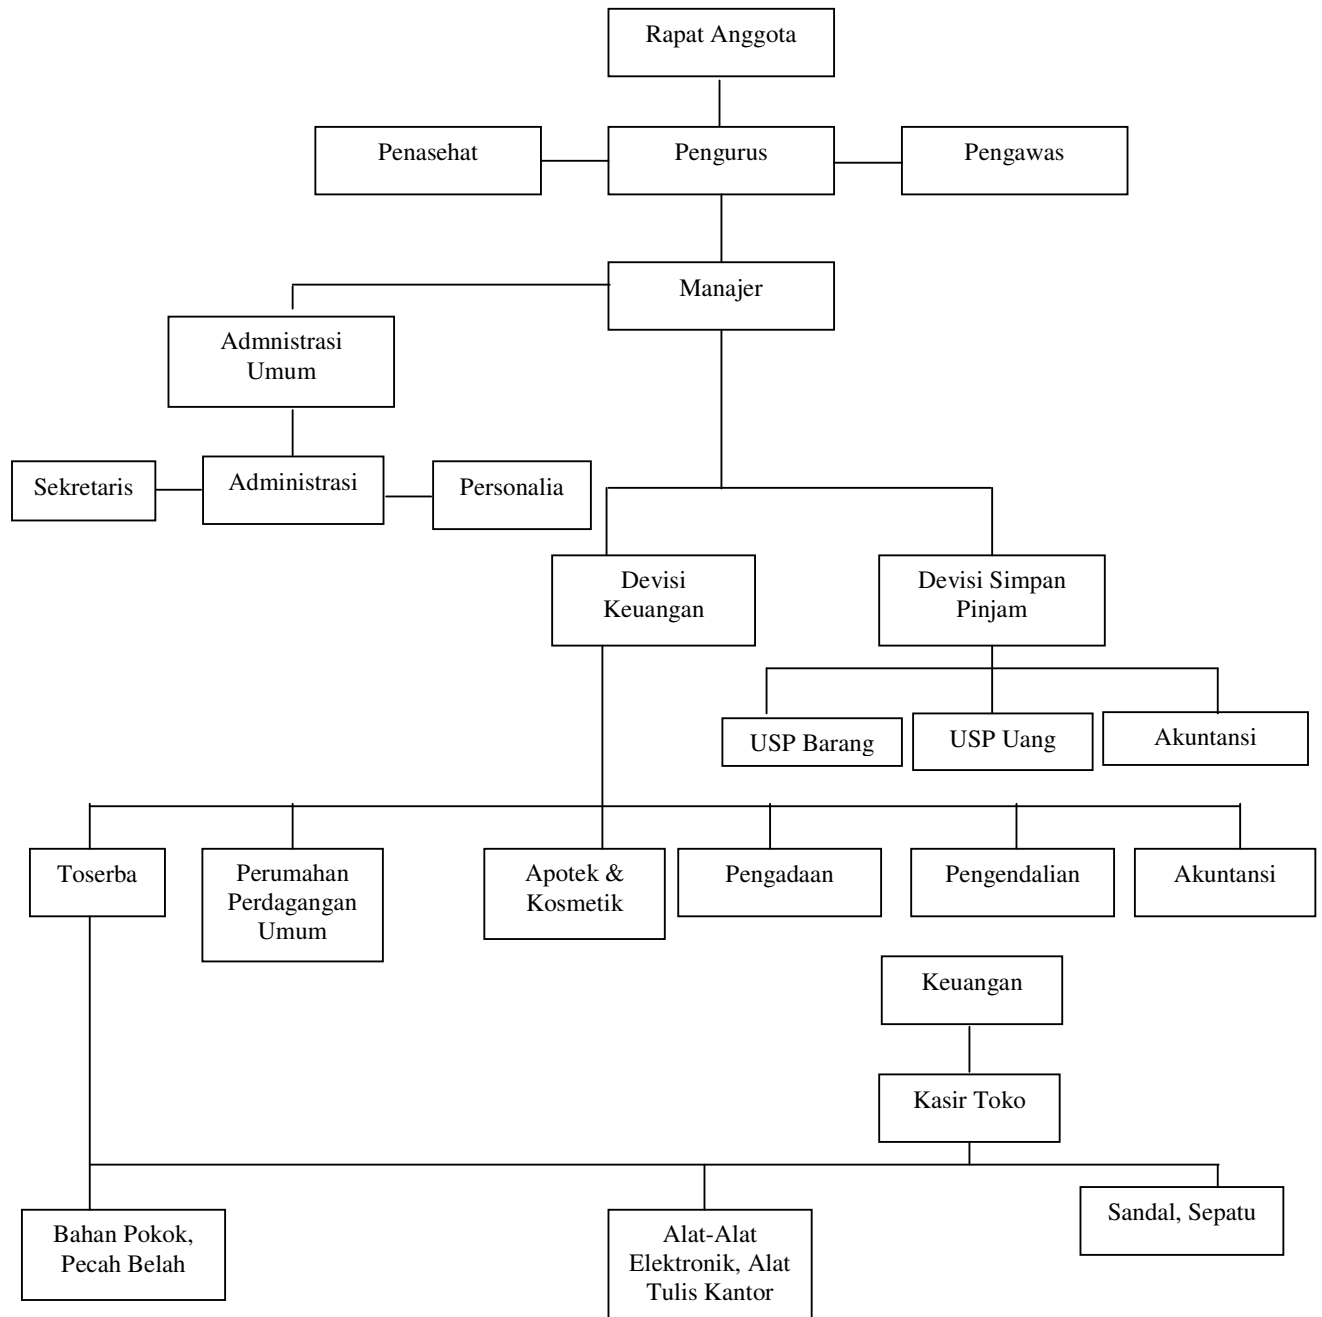 Rapat Anggota
Penasehat
Pengurus
Pengawas
Manajer
Admnistrasi
Umum
Sekretaris
Administrasi
Personalia
Devisi
Keuangan
Devisi Simpan
Pinjam
USP Barang
USP Uang
Akuntansi
Toserba
Perumahan
Perdagangan
Umum
Apotek &
Kosmetik
Pengadaan
Pengendalian
Akuntansi
Keuangan
Kasir Toko
Bahan Pokok,
Pecah Belah
Alat-Alat
Elektronik, Alat
Tulis Kantor
Sandal, Sepatu